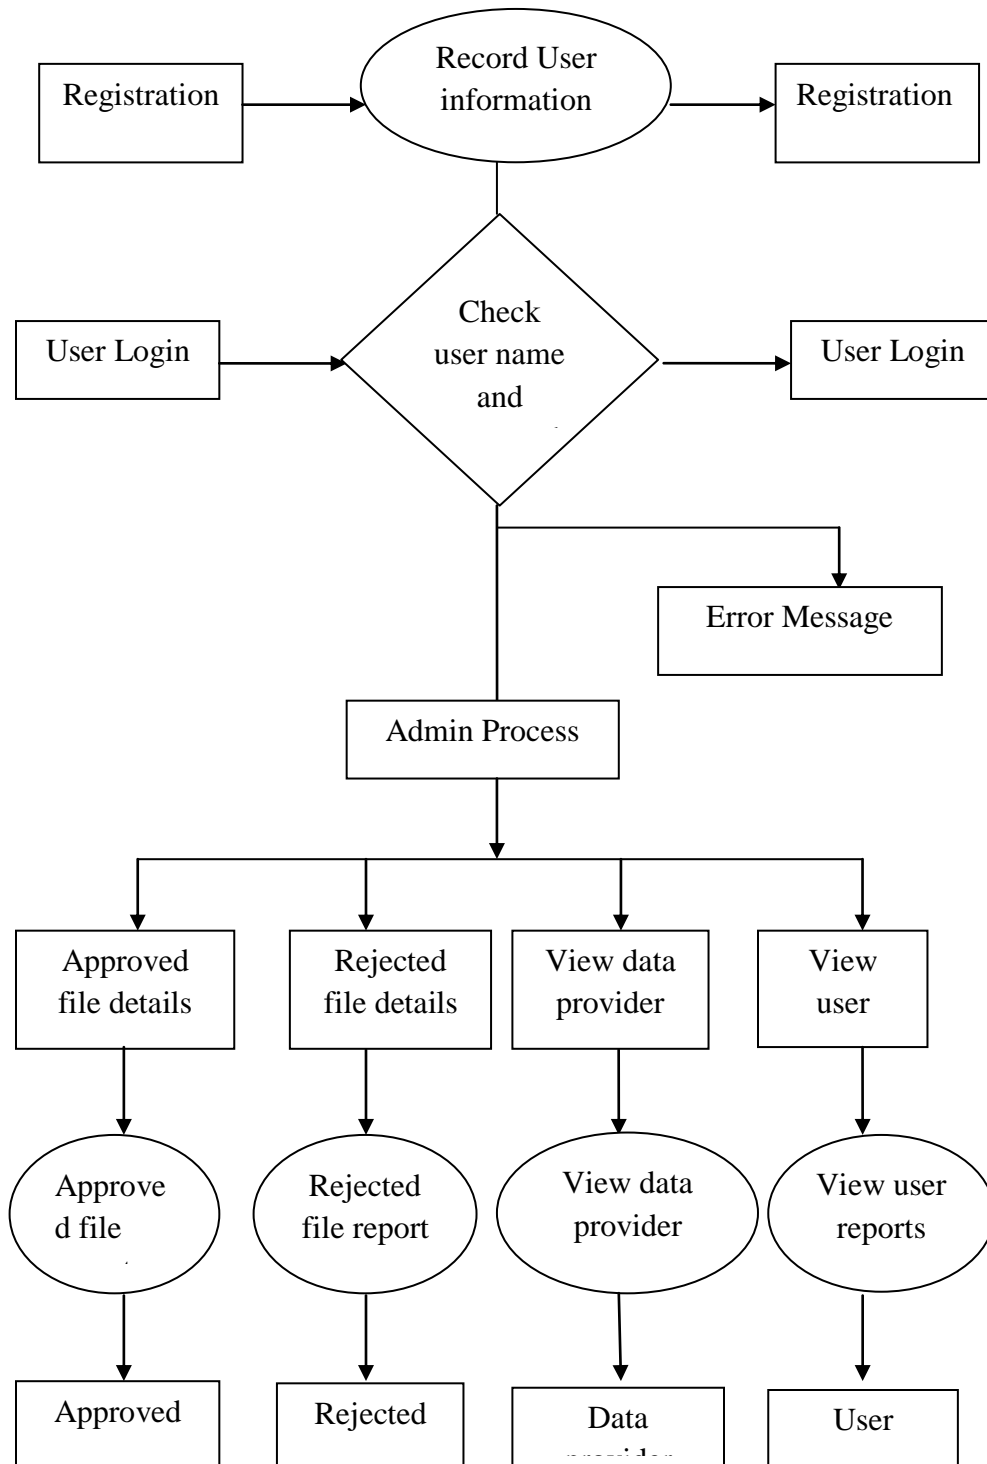 Record User
information
Registration
Registration
Check
user name
and
User Login
User Login
Error Message
Admin Process
Approved
file details
Rejected
file details
View data
provider
View
user
Approve
d file
Rejected
file report
View data
provider
View user
reports
Approved
Rejected
Data
User